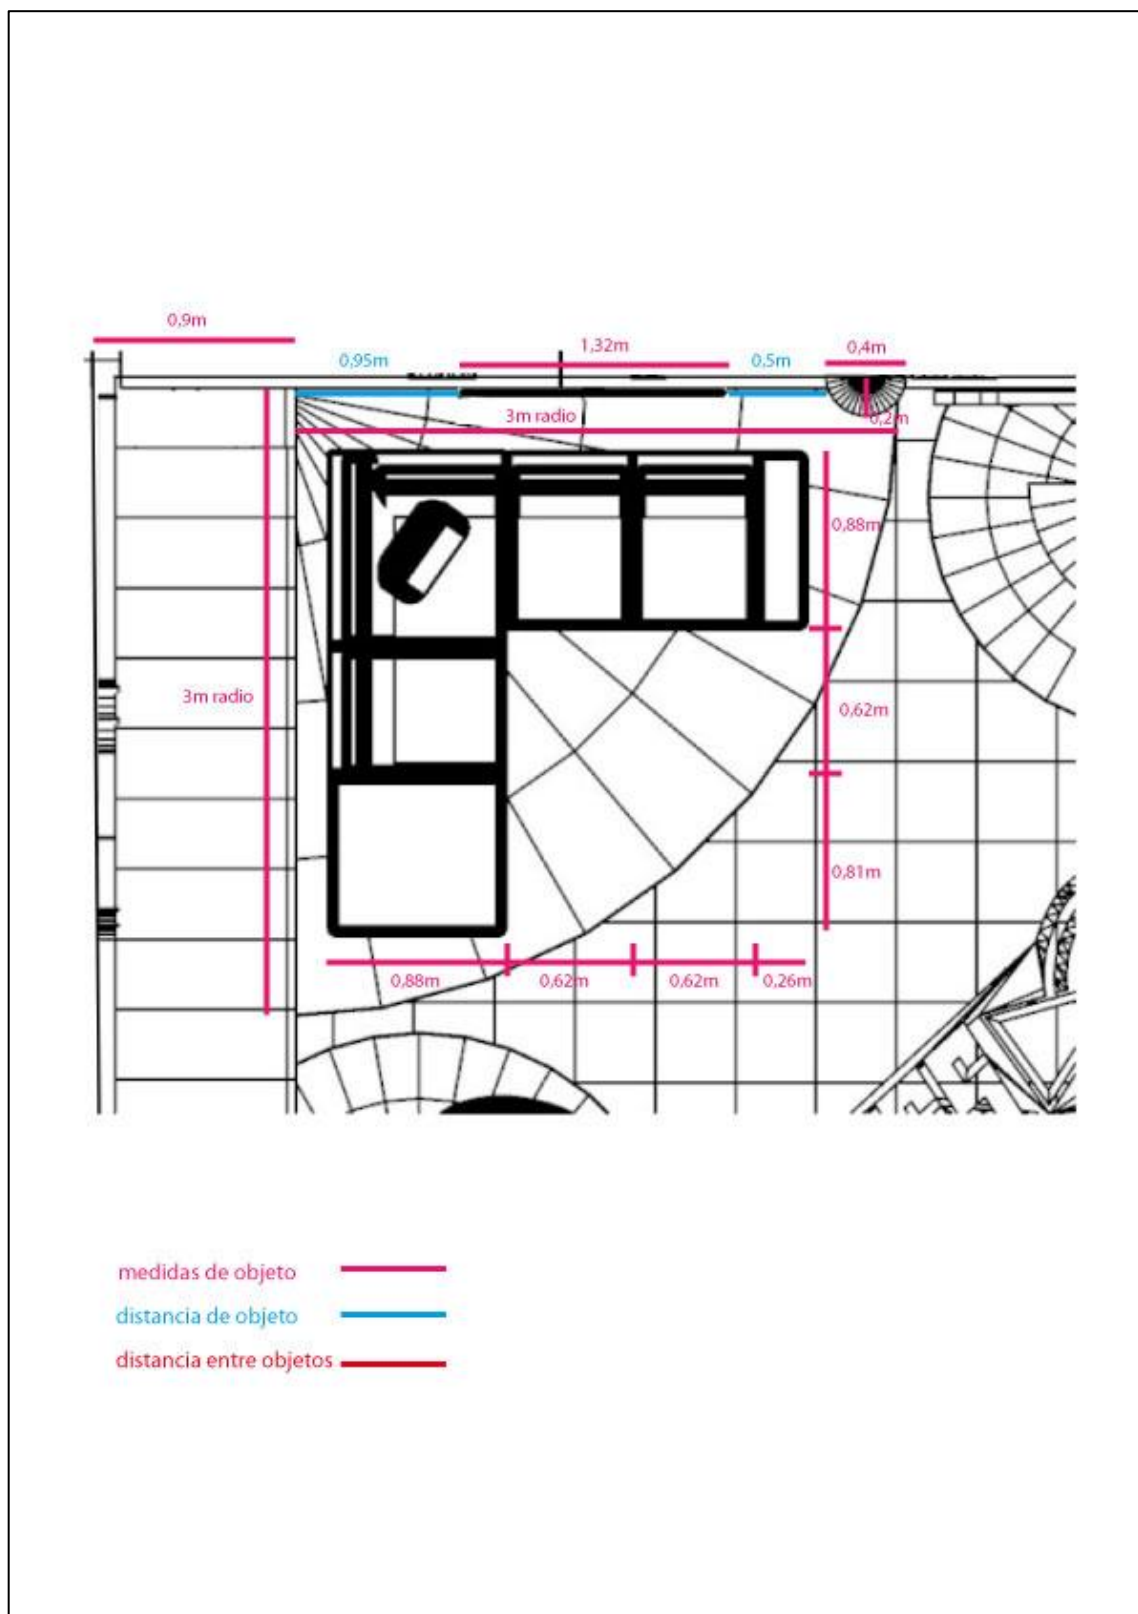 0,9m
1,32m
0,4m
0,95m
0,5m
3m radio
0,2m
0,88m
3m radio
0,62m
0,81m
0,88m
0,62m
0,62m
0,26m
medidas de objeto
distancia de objeto
distancia entre objetos